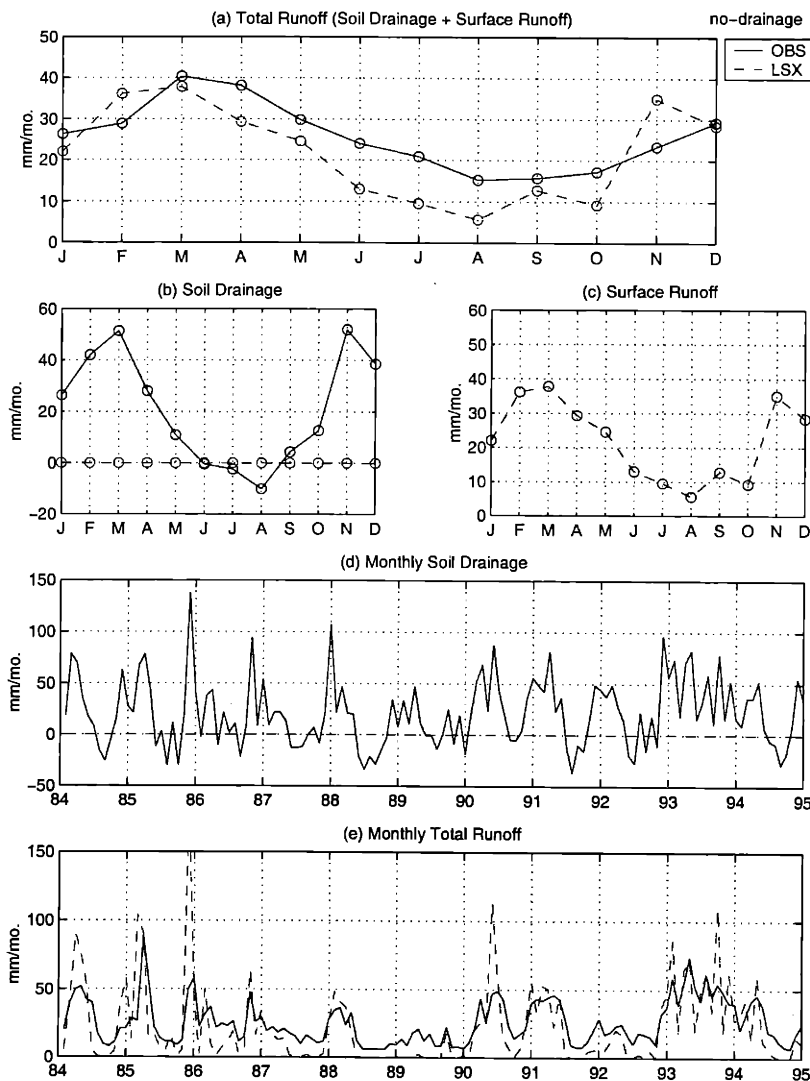 (a) Total Runoff (Soil Drainage + Surface Runoff)
no-drainage
OBS
LSX
50
40
30
20
10
0
mm/mo.
J F M A M J J A S O N D
(b) Soil Drainage
60
40
20
0
−20
mm/mo.
J F M A M J J A S O N D
(c) Surface Runoff
60
50
40
30
20
10
0
mm/mo.
J F M A M J J A S O N D
(d) Monthly Soil Drainage
150
100
50
0
−50
mm/mo.
84 85 86 87 88 89 90 91 92 93 94 95
(e) Monthly Total Runoff
150
100
50
0
mm/mo.
84 85 86 87 88 89 90 91 92 93 94 95